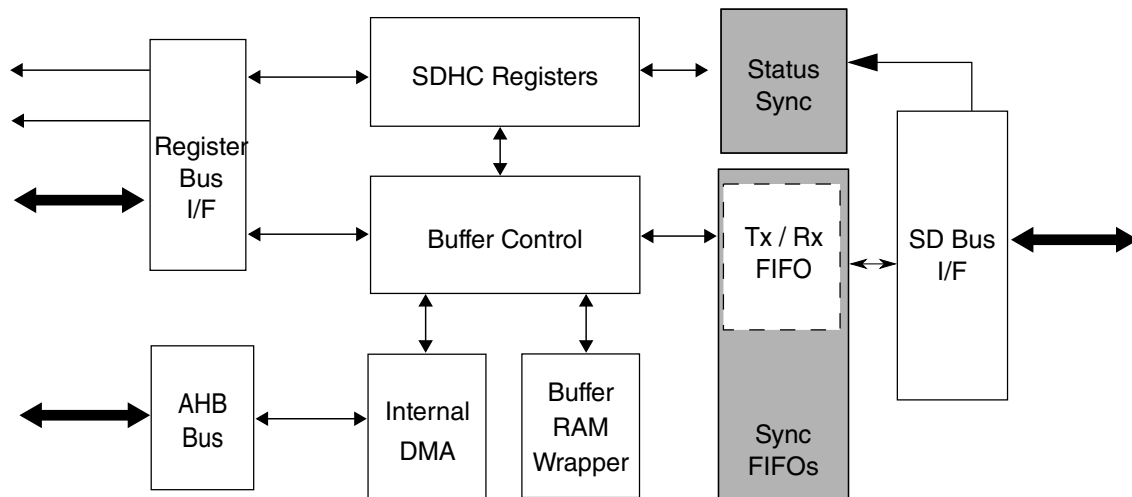 SDHC Registers
Status
Sync
Register
Bus
I/F
Buffer Control
Tx / Rx
FIFO
SD Bus
I/F
AHB
Bus
Internal
DMA
Buffer
RAM
Wrapper
Sync
FIFOs